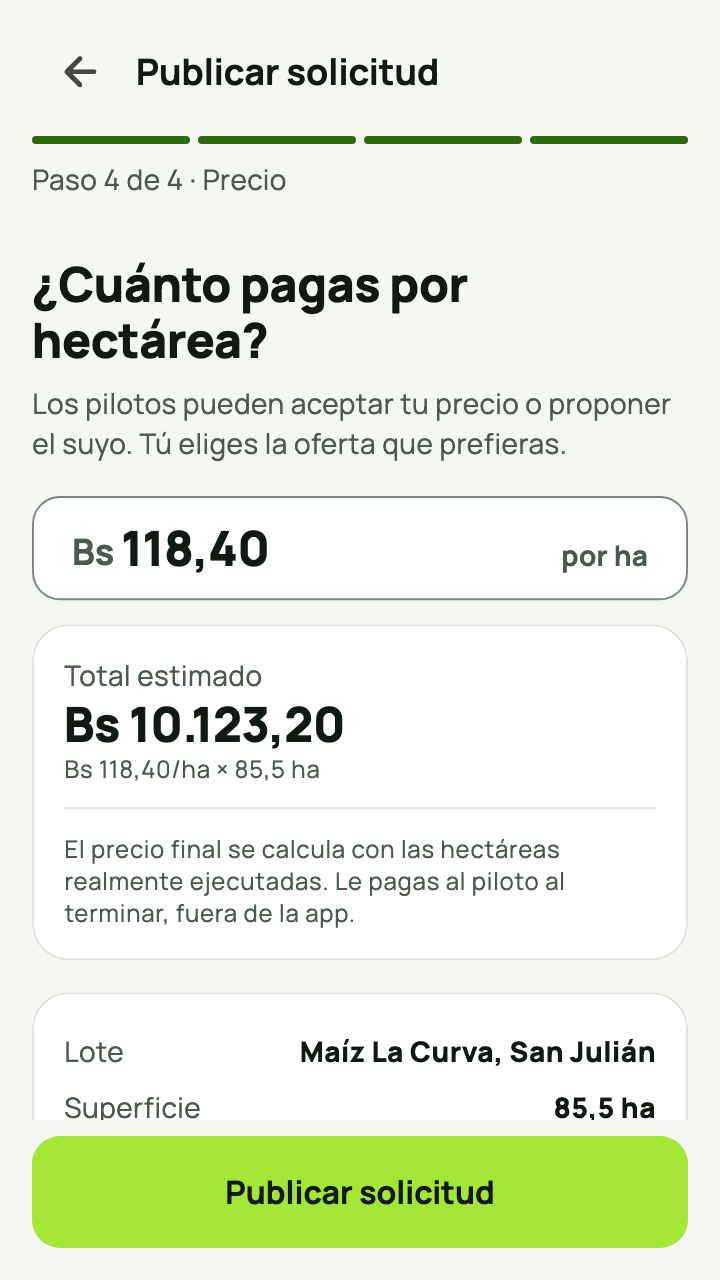 Publicar solicitud
Paso 4 de 4 · Precio
¿Cuánto pagas por
hectárea?
Los pilotos pueden aceptar tu precio o proponer
el suyo. Tú eliges la oferta que prefieras.
Bs 118,40 por ha
Total estimado
Bs 10.123,20
Bs 118,40/ha × 85,5 ha
El precio final se calcula con las hectáreas
realmente ejecutadas. Le pagas al piloto al
terminar, fuera de la app.
Lote Maíz La Curva, San Julián
Superficie 85,5 ha
Publicar solicitud